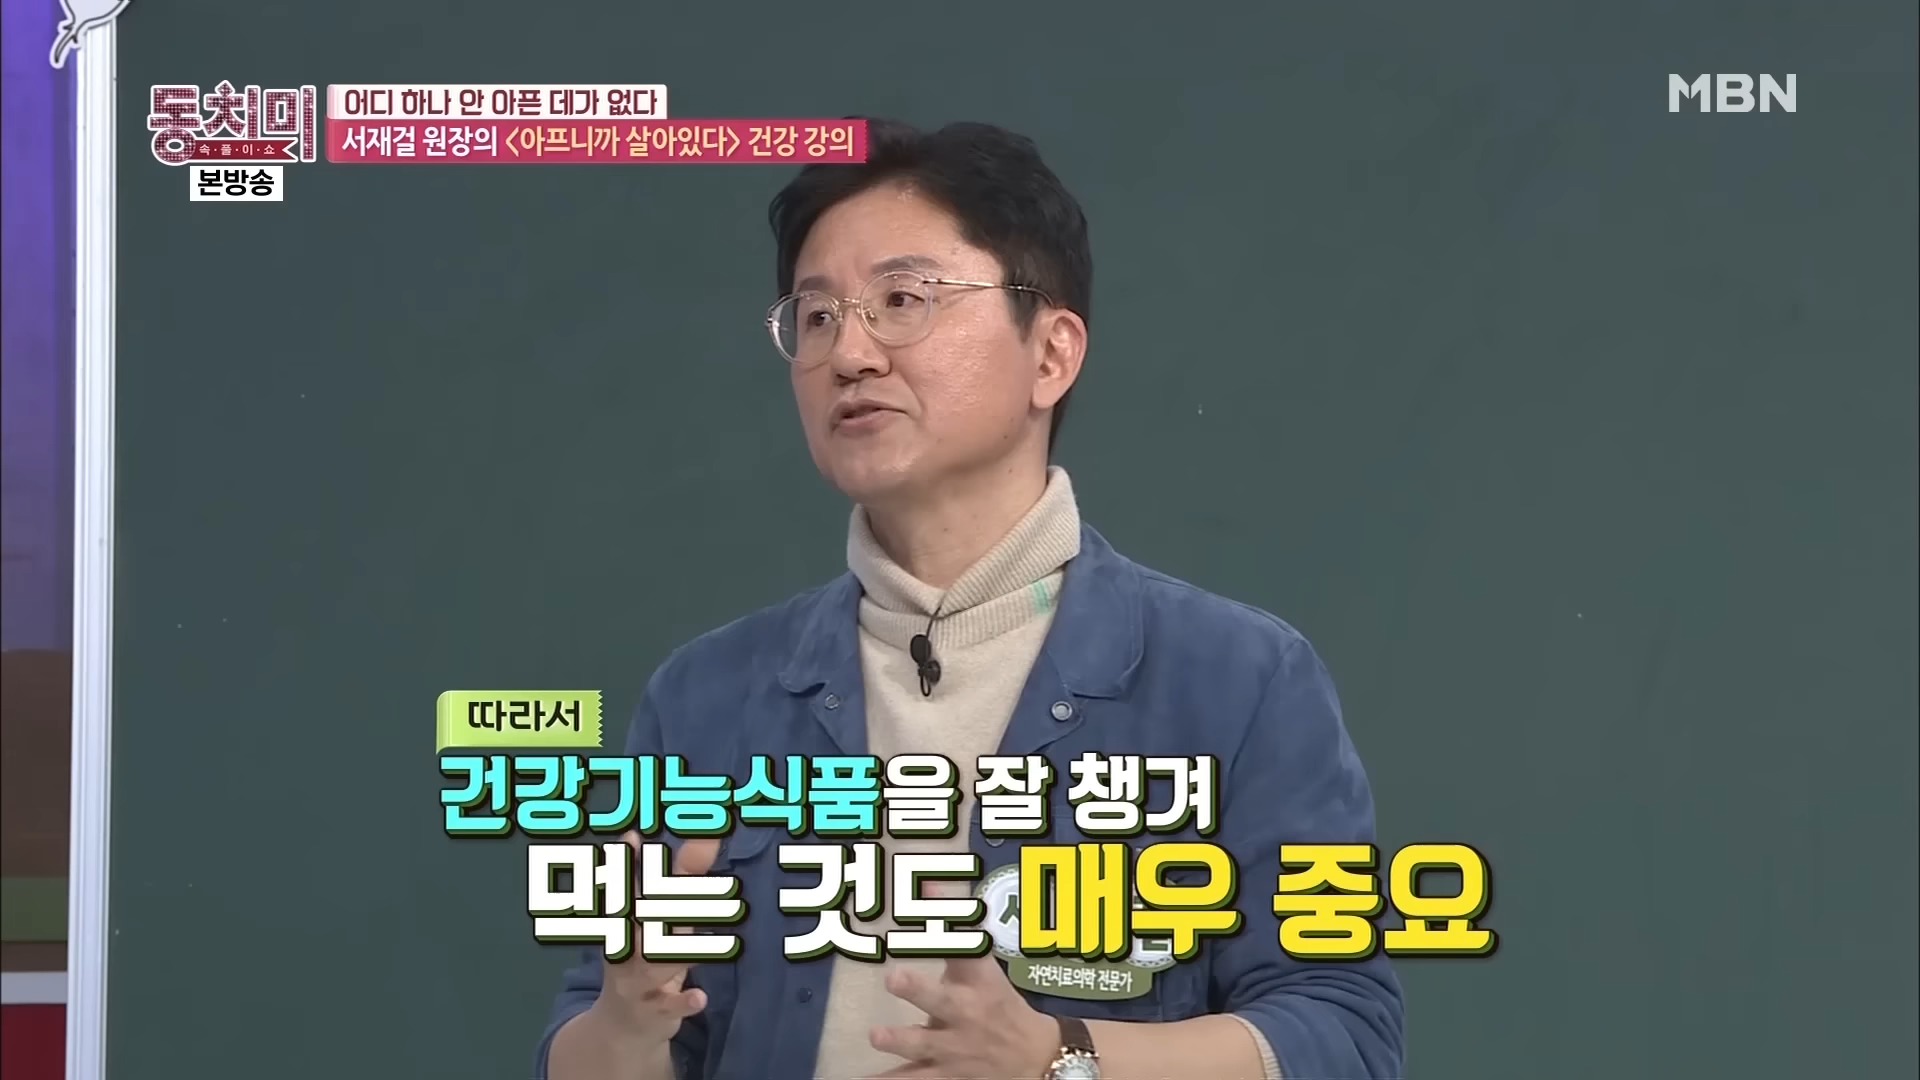 동치미
속·풀·이·쇼
본방송
어디 하나 안 아픈 데가 없다
서재걸 원장의 <아프니까 살아있다> 건강 강의
MBN
따라서
건강기능식품을 잘 챙겨
먹는 것도 매우 중요
자연치료의학 전문가